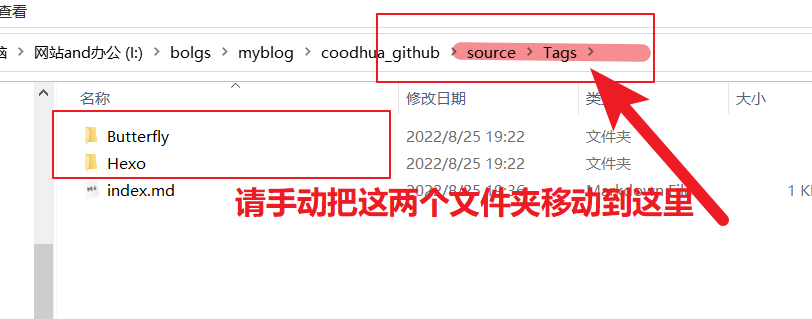 查看
脑 > 网站and办公 (I:) > bolgs > myblog > coodhua_github > source > Tags >
名称 修改日期 类 大小
Butterfly 2022/8/25 19:22 文件夹
Hexo 2022/8/25 19:22 文件夹
index.md 2022/8/25 19:36 Markdown File 1 K
请手动把这两个文件夹移动到这里